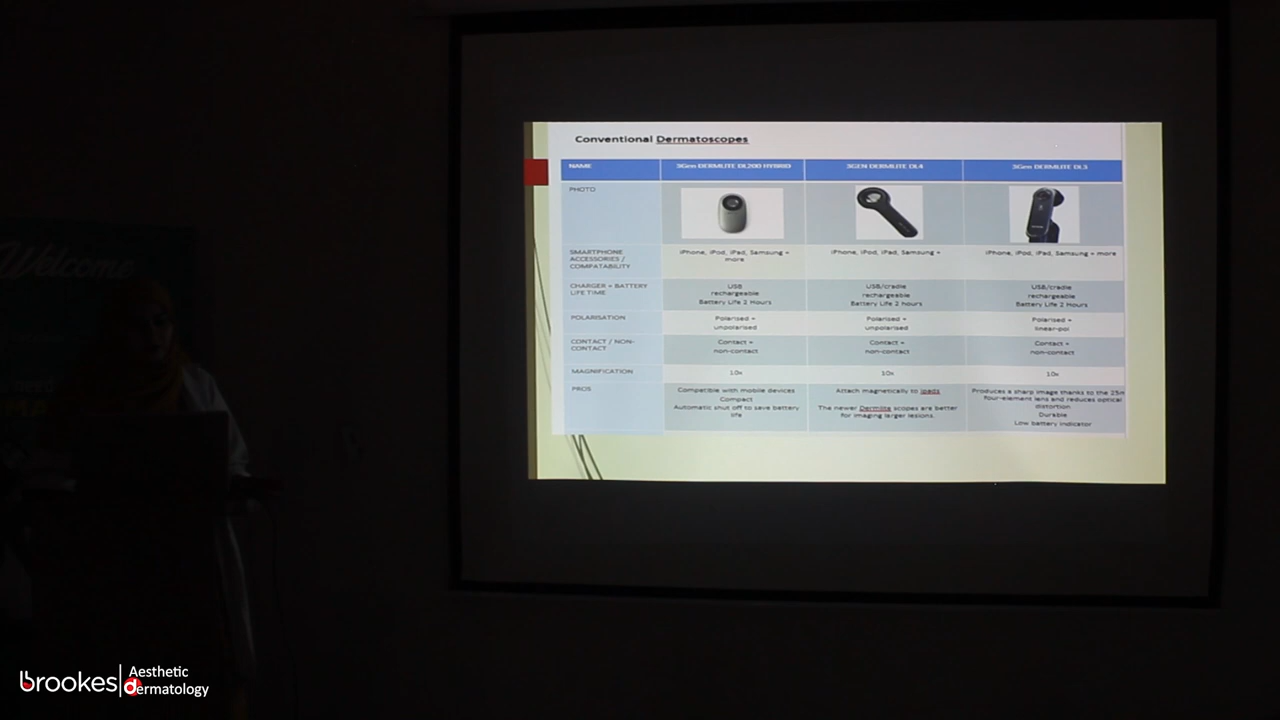 Welcome
Conventional Dermatoscopes
NAME
3Gen DERMLITE DL200 HYBRID
3GEN DERMLITE DL4
3Gen DERMLITE DL3
PHOTO
SMARTPHONE
ACCESSORIES /
COMPATABILITY
iPhone, iPod, iPad, Samsung +
more
iPhone, iPod, iPad, Samsung +
iPhone, iPod, iPad, Samsung + more
CHARGER + BATTERY
LIFE TIME
USB
rechargeable
Battery Life 2 Hours
USB/cradle
rechargeable
Battery Life 2 hours
USB/cradle
rechargeable
Battery Life 2 Hours
POLARISATION
Polarised +
unpolarised
Polarised +
unpolarised
Polarised +
linear-pol
CONTACT / NON-
CONTACT
Contact +
non-contact
Contact +
non-contact
Contact +
non-contact
MAGNIFICATION
10x
10x
10x
PROS
Compatible with mobile devices
Compact
Automatic shut off to save battery
life
Attach magnetically to ipads
The newer Dermlite scopes are better
for imaging larger lesions.
Produces a sharp image thanks to the 25m
four-element lens and reduces optical
distortion
Durable
Low battery indicator
brookes Aesthetic
dermatology